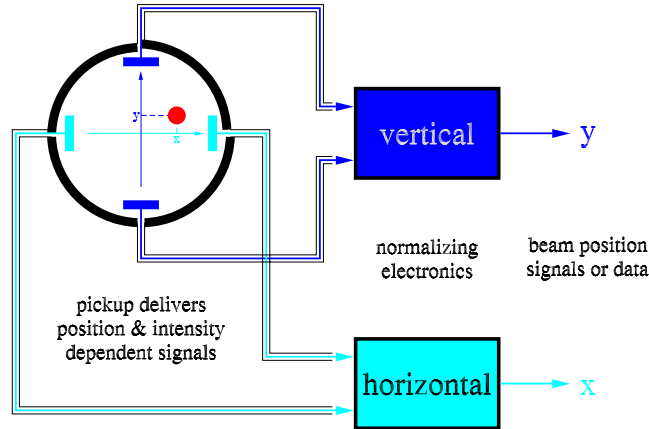 y
x
vertical
y
normalizing
electronics
beam position
signals or data
pickup delivers
position & intensity
dependent signals
horizontal
x